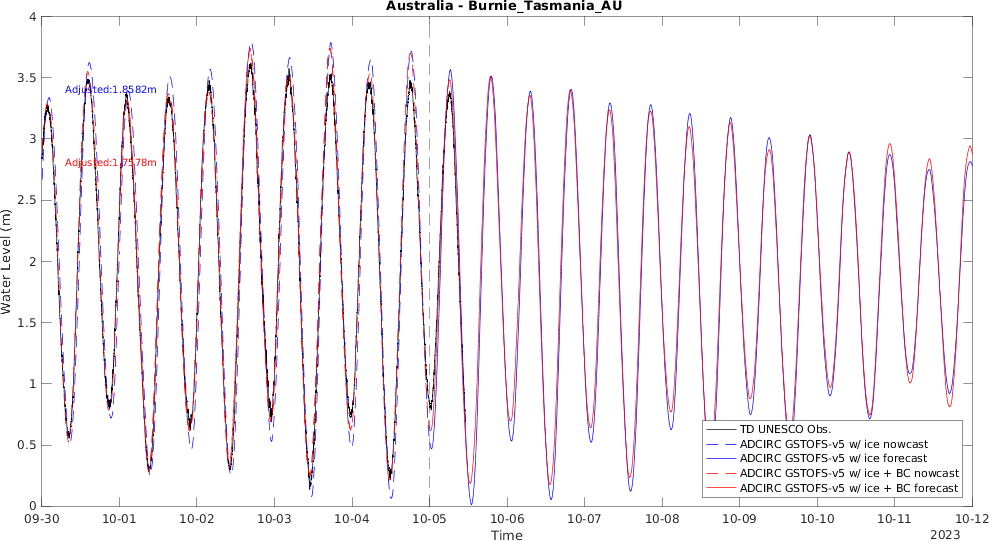 Australia - Burnie_Tasmania_AU
4
3.5
3
2.5
2
1.5
1
0.5
0
Water Level (m)
Adjusted:1.8582m
Adjusted:1.7578m
TD UNESCO Obs.
ADCIRC GSTOFS-v5 w/ ice nowcast
ADCIRC GSTOFS-v5 w/ ice forecast
ADCIRC GSTOFS-v5 w/ ice + BC nowcast
ADCIRC GSTOFS-v5 w/ ice + BC forecast
09-30 10-01 10-02 10-03 10-04 10-05 10-06 10-07 10-08 10-09 10-10 10-11 10-12
Time
2023